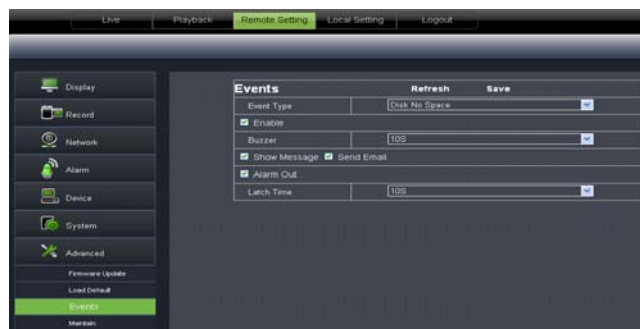 Live Playback Remote Setting Local Setting Logout
Display
Record
Network
Alarm
Device
System
Advanced
Firmware Update
Load Default
Events
Maintain
Events Refresh Save
Event Type Disk No Space
Enable
Buzzer 10S
Show Message Send Email
Alarm Out
Latch Time 10S